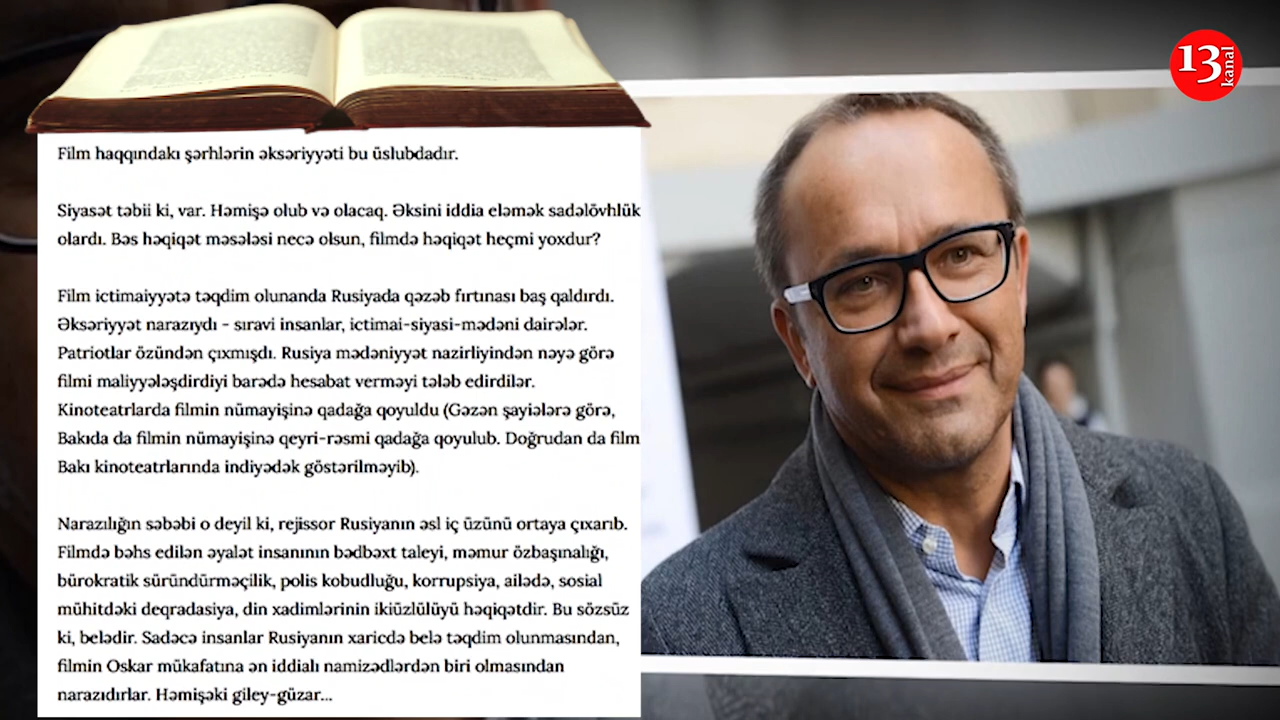 13
kanal
Film haqqındakı şərhlərin əksəriyyəti bu üslubdadır.
Siyasət təbii ki, var. Həmişə olub və olacaq. Əksini iddia eləmək sadəlövhlük
olardı. Bəs həqiqət məsələsi necə olsun, filmdə həqiqət heçmi yoxdur?
Film ictimaiyyətə təqdim olunanda Rusiyada qəzəb fırtınası baş qaldırdı.
Əksəriyyət narazıydı – sıravi insanlar, ictimai-siyasi-mədəni dairələr.
Patriotlar özündən çıxmışdı. Rusiya mədəniyyət nazirliyindən nəyə görə
filmi maliyyələşdirdiyi barədə hesabat verməyi tələb edirdilər.
Kinoteatrlarda filmin nümayişinə qadağa qoyuldu (Gəzən şayiələrə görə,
Bakıda da filmin nümayişinə qeyri-rəsmi qadağa qoyulub. Doğrudan da film
Bakı kinoteatrlarında indiyədək göstərilməyib).
Narazılığın səbəbi o deyil ki, rejissor Rusiyanın əsl iç üzünü ortaya çıxarıb.
Filmdə bəhs edilən əyalət insanının bədbəxt taleyi, məmur özbaşınalığı,
bürokratik süründürməçilik, polis kobudluğu, korrupsiya, ailədə, sosial
mühitdəki deqradasiya, din xadimlərinin ikiüzlülüyü həqiqətdir. Bu sözsüz
ki, belədir. Sadəcə insanlar Rusiyanın xaricdə belə təqdim olunmasından,
filmin Oskar mükafatına ən iddialı namizədlərdən biri olmasından
narazıdırlar. Həmişəki giley-güzar...